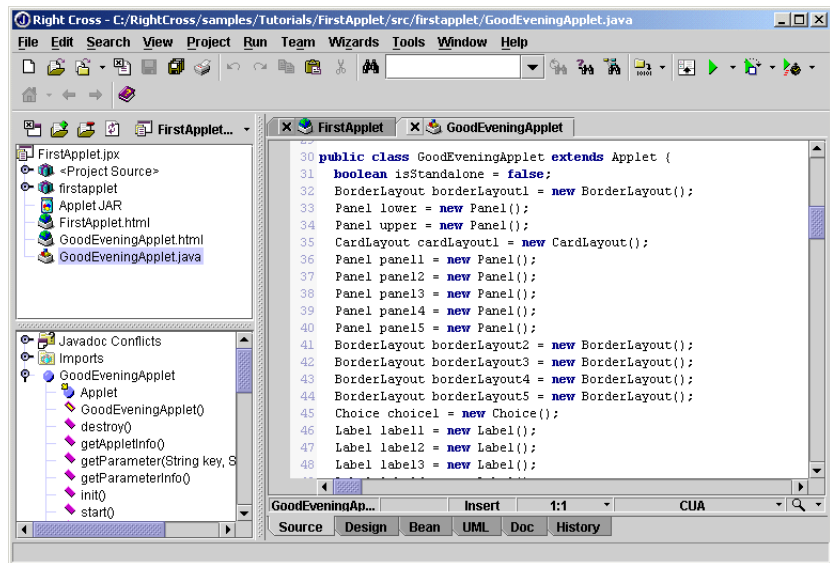 Right Cross - C:/RightCross/samples/Tutorials/FirstApplet/src/firstapplet/GoodEveningApplet.java
File Edit Search View Project Run Team Wizards Tools Window Help
FirstApplet...
FirstApplet.jpx
<Project Source>
firstapplet
Applet JAR
FirstApplet.html
GoodEveningApplet.html
GoodEveningApplet.java
Javadoc Conflicts
Imports
GoodEveningApplet
Applet
GoodEveningApplet()
destroy()
getAppletInfo()
getParameter(String key, S
getParameterInfo()
init()
start()
FirstApplet GoodEveningApplet
30 public class GoodEveningApplet extends Applet {
31 boolean isStandalone = false;
32 BorderLayout borderLayout1 = new BorderLayout();
33 Panel lower = new Panel();
34 Panel upper = new Panel();
35 CardLayout cardLayout1 = new CardLayout();
36 Panel panel1 = new Panel();
37 Panel panel2 = new Panel();
38 Panel panel3 = new Panel();
39 Panel panel4 = new Panel();
40 Panel panel5 = new Panel();
41 BorderLayout borderLayout2 = new BorderLayout();
42 BorderLayout borderLayout3 = new BorderLayout();
43 BorderLayout borderLayout4 = new BorderLayout();
44 BorderLayout borderLayout5 = new BorderLayout();
45 Choice choice1 = new Choice();
46 Label label1 = new Label();
47 Label label2 = new Label();
48 Label label3 = new Label();
GoodEveningAp... Insert 1:1 CUA
Source Design Bean UML Doc History